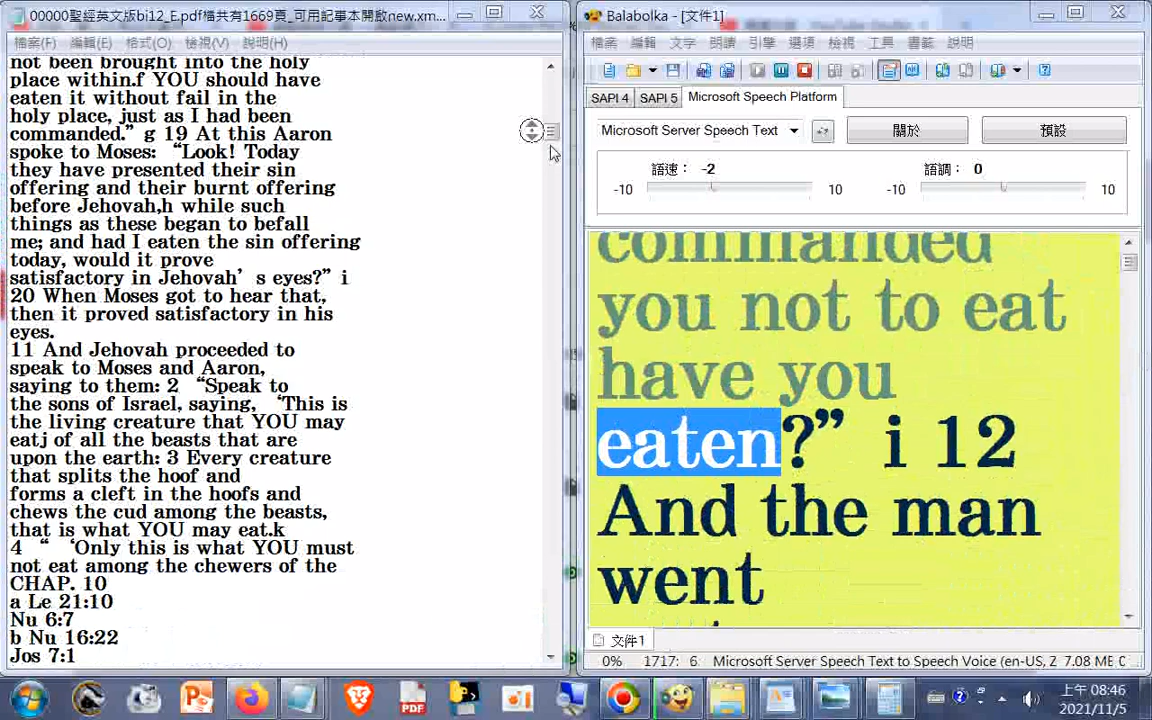 00000聖經英文版bi12_E.pdf檔共有1669頁_可用記事本開啟new.xm...
檔案(F) 編輯(E) 格式(O) 檢視(V) 說明(H)
not been brought into the holy
place within.f YOU should have
eaten it without fail in the
holy place, just as I had been
commanded.” g 19 At this Aaron
spoke to Moses: “Look! Today
they have presented their sin
offering and their burnt offering
before Jehovah,h while such
things as these began to befall
me; and had I eaten the sin offering
today, would it prove
satisfactory in Jehovah’s eyes?” i
20 When Moses got to hear that,
then it proved satisfactory in his
eyes.
11 And Jehovah proceeded to
speak to Moses and Aaron,
saying to them: 2 “Speak to
the sons of Israel, saying, ‘This is
the living creature that YOU may
eatj of all the beasts that are
upon the earth: 3 Every creature
that splits the hoof and
forms a cleft in the hoofs and
chews the cud among the beasts,
that is what YOU may eat.k
4 “ ‘Only this is what YOU must
not eat among the chewers of the
CHAP. 10
a Le 21:10
Nu 6:7
b Nu 16:22
Jos 7:1
Balabolka - [文件1]
檔案 編輯 文字 朗讀 引擎 選項 檢視 工具 書籤 說明
SAPI 4 SAPI 5 Microsoft Speech Platform
Microsoft Server Speech Text 關於 預設
語速： -2 語調： 0
-10 10 -10 10
commanded
you not to eat
have you
eaten?” i 12
And the man
went
文件1
0% 1717: 6 Microsoft Server Speech Text to Speech Voice (en-US, Z 7.08 MB
上午 08:46
2021/11/5